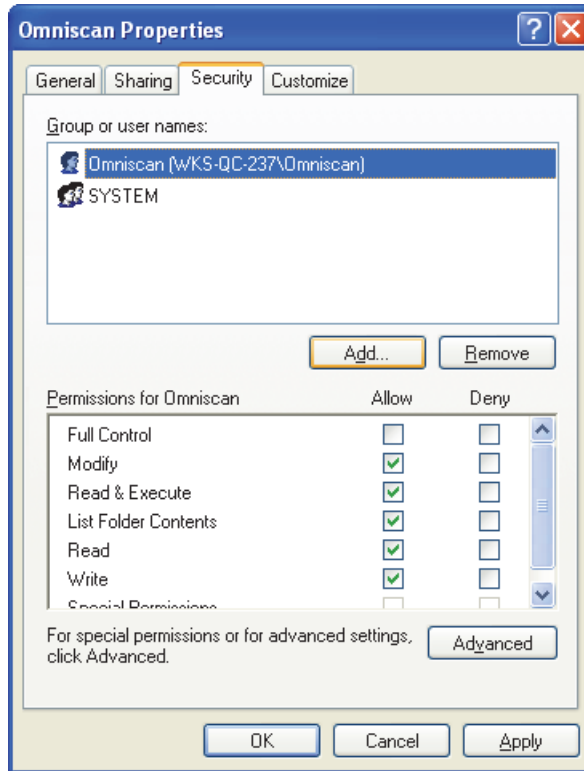 Omniscan Properties
General Sharing Security Customize
Group or user names:
Omniscan (WKS-QC-237\Omniscan)
SYSTEM
Add... Remove
Permissions for Omniscan Allow Deny
Full Control
Modify
Read & Execute
List Folder Contents
Read
Write
Special Permissions
For special permissions or for advanced settings, click Advanced.
Advanced
OK Cancel Apply